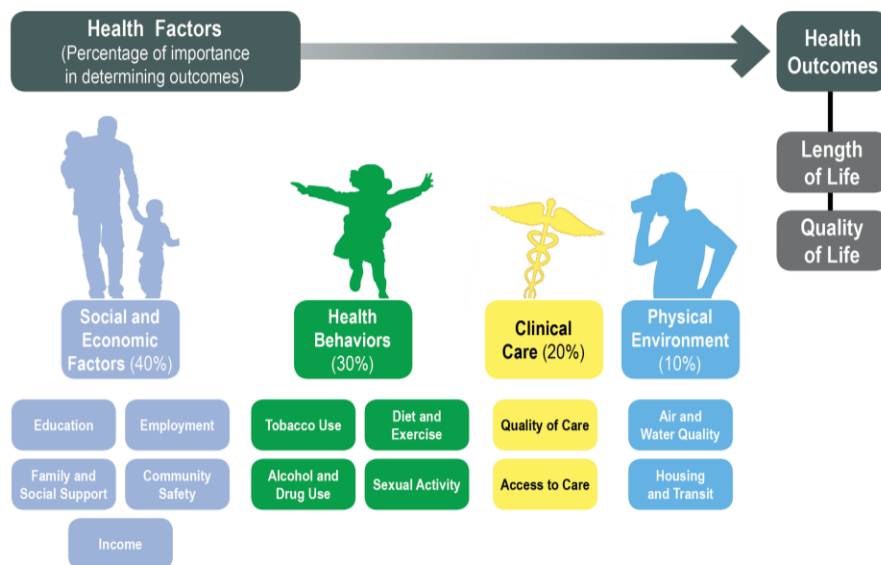 Health Factors
(Percentage of importance
in determining outcomes)
Health
Outcomes
Length
of Life
Quality
of Life
Social and
Economic
Factors (40%)
Health
Behaviors
(30%)
Clinical
Care (20%)
Physical
Environment
(10%)
Education
Employment
Family and
Social Support
Community
Safety
Income
Tobacco Use
Diet and
Exercise
Alcohol and
Drug Use
Sexual Activity
Quality of Care
Access to Care
Air and
Water Quality
Housing
and Transit